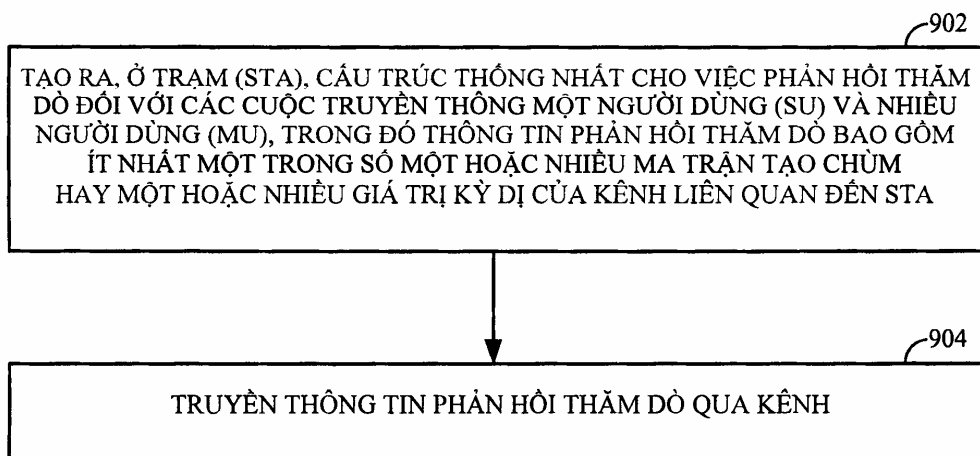 902
TẠO RA, Ở TRẠM (STA), CẤU TRÚC THỐNG NHẤT CHO VIỆC PHẢN HỒI THĂM
DÒ ĐỐI VỚI CÁC CUỘC TRUYỀN THÔNG MỘT NGƯỜI DÙNG (SU) VÀ NHIỀU
NGƯỜI DÙNG (MU), TRONG ĐÓ THÔNG TIN PHẢN HỒI THĂM DÒ BAO GỒM
ÍT NHẤT MỘT TRONG SỐ MỘT HOẶC NHIỀU MA TRẬN TẠO CHÙM
HAY MỘT HOẶC NHIỀU GIÁ TRỊ KỲ DỊ CỦA KÊNH LIÊN QUAN ĐẾN STA
904
TRUYỀN THÔNG TIN PHẢN HỒI THĂM DÒ QUA KÊNH